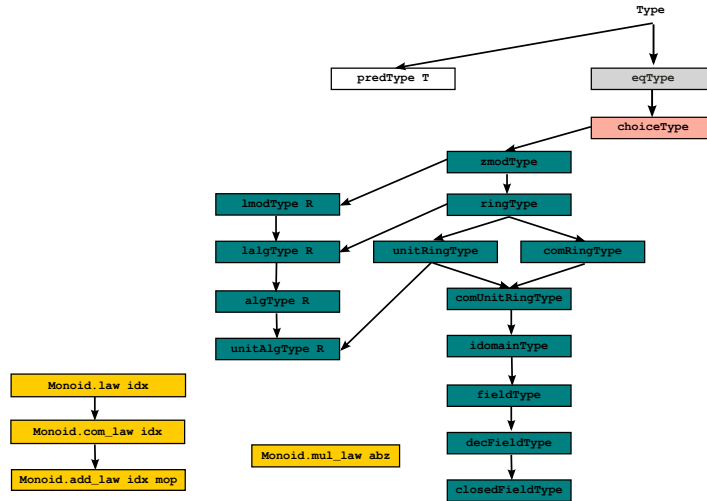 Type
predType T
eqType
choiceType
zmodType
lmodType R
ringType
lalgType R
unitRingType
comRingType
algType R
comUnitRingType
unitAlgType R
idomainType
Monoid.law idx
fieldType
Monoid.com_law idx
decFieldType
Monoid.mul_law abz
Monoid.add_law idx mop
closedFieldType